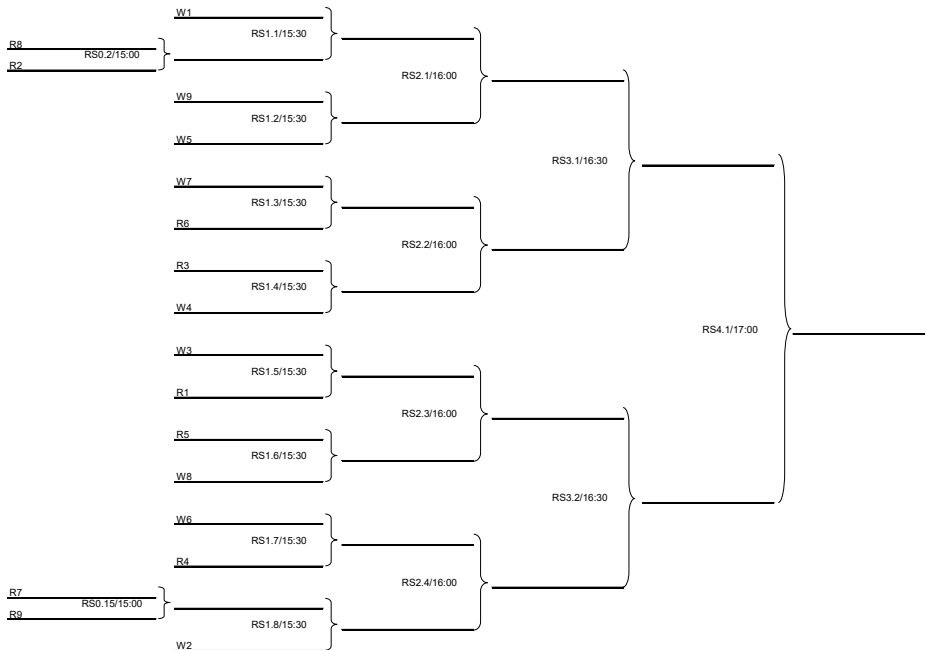 W1
RS1.1/15:30
R8
RS0.2/15:00
R2
RS2.1/16:00
W9
RS1.2/15:30
W5
RS3.1/16:30
W7
RS1.3/15:30
R6
RS2.2/16:00
R3
RS1.4/15:30
W4
RS4.1/17:00
W3
RS1.5/15:30
R1
RS2.3/16:00
R5
RS1.6/15:30
W8
RS3.2/16:30
W6
RS1.7/15:30
R4
RS2.4/16:00
R7
RS0.15/15:00
R9
RS1.8/15:30
W2